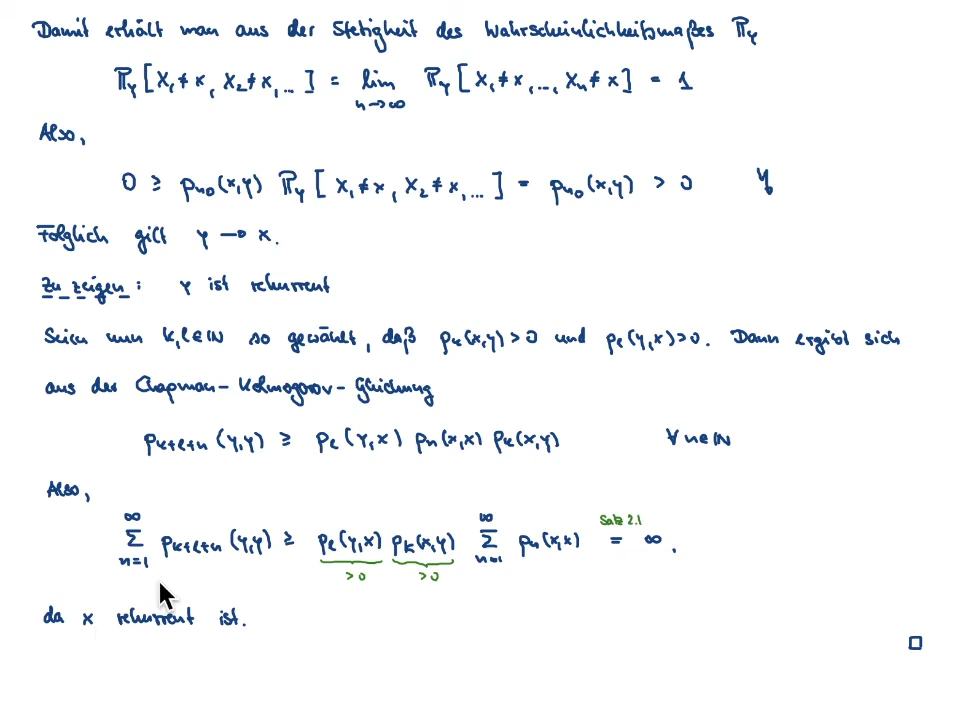 Damit erhält man aus der Stetigkeit des Wahrscheinlichkeitsmaßes ℙ_y
ℙ_y [ X_1 ≠ x , X_2 ≠ x , ... ] = lim_{n→∞} ℙ_y [ X_1 ≠ x , ... , X_n ≠ x ] = 1
Also,
0 ≥ p_{n_0}(x,y) ℙ_y [ X_1 ≠ x , X_2 ≠ x , ... ] = p_{n_0}(x,y) > 0 ↯
Folglich gilt y → x.
Zu zeigen : y ist rekurrent
Seien nun k, l ∈ ℕ so gewählt, daß p_k(x,y) > 0 und p_l(y,x) > 0. Dann ergibt sich
aus der Chapman-Kolmogorov-Gleichung
p_{k+l+n} (y,y) ≥ p_l(y,x) p_n(x,x) p_k(x,y) ∀ n ∈ ℕ
Also,
∑_{n=1}^∞ p_{k+l+n} (y,y) ≥ p_l(y,x) p_k(x,y) ∑_{n=1}^∞ p_n(x,x) = ∞ ,
Satz 2.1
>0 >0
da x rekurrent ist.
□